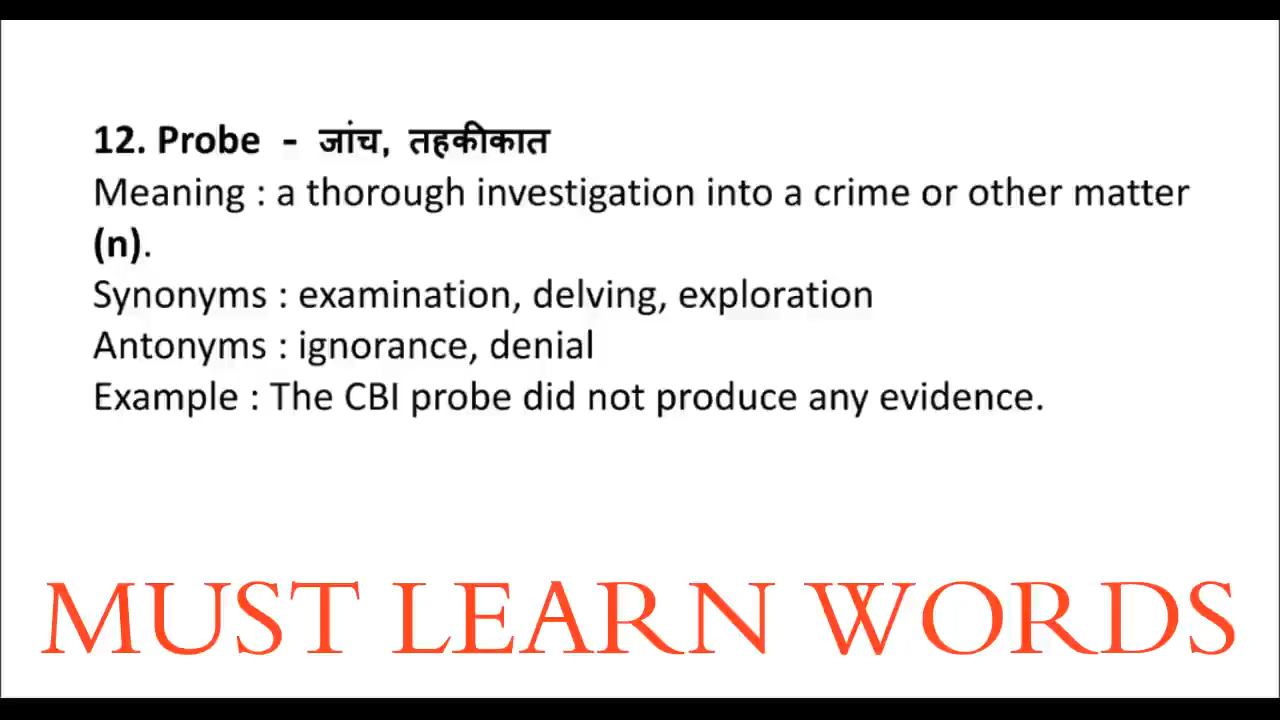 12. Probe - जांच, तहकीकात
Meaning : a thorough investigation into a crime or other matter
(n).
Synonyms : examination, delving, exploration
Antonyms : ignorance, denial
Example : The CBI probe did not produce any evidence.
MUST LEARN WORDS